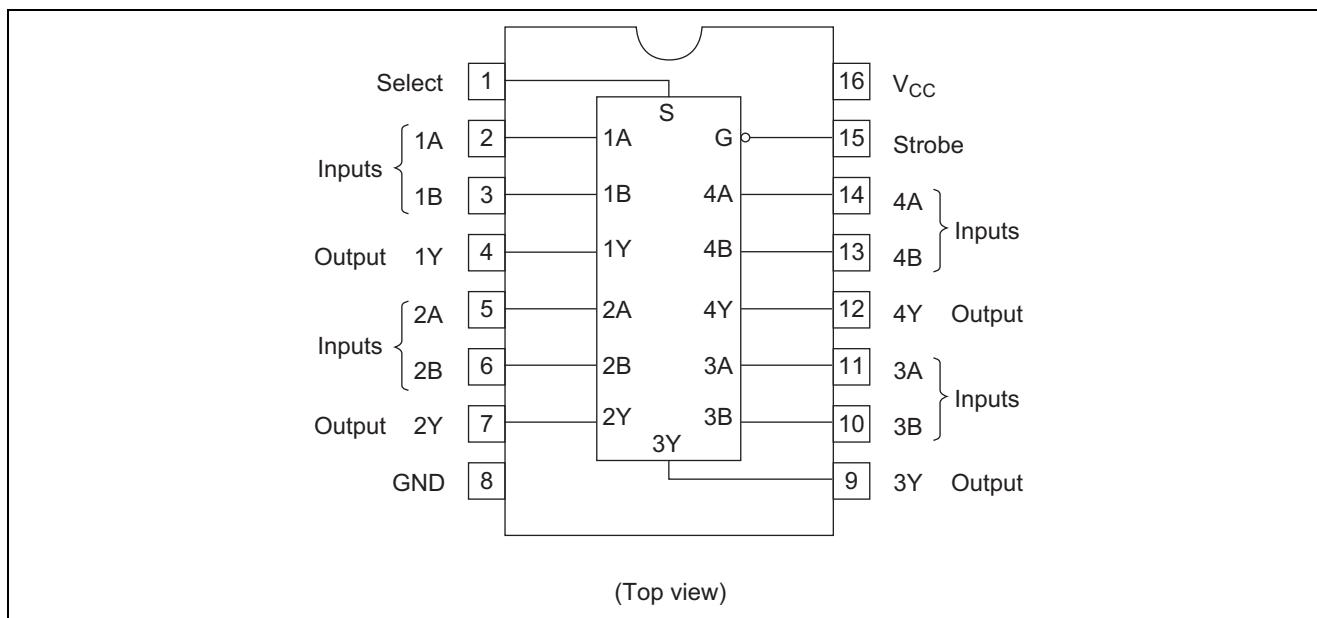 Select 1 16 VCC
S
Inputs 1A 2 1A G 15 Strobe
1B 3 1B 4A 14 4A Inputs
Output 1Y 4 1Y 4B 13 4B
Inputs 2A 5 2A 4Y 12 4Y Output
2B 6 2B 3A 11 3A Inputs
Output 2Y 7 2Y 3B 10 3B
3Y
GND 8 9 3Y Output
(Top view)